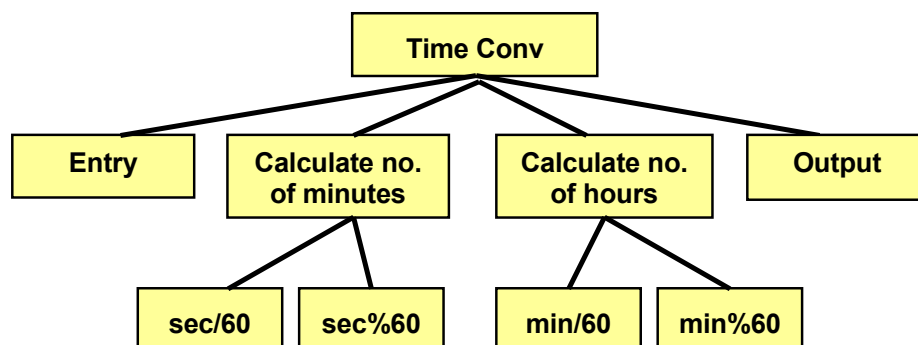 Time Conv
Entry
Calculate no.
of minutes
Calculate no.
of hours
Output
sec/60
sec%60
min/60
min%60